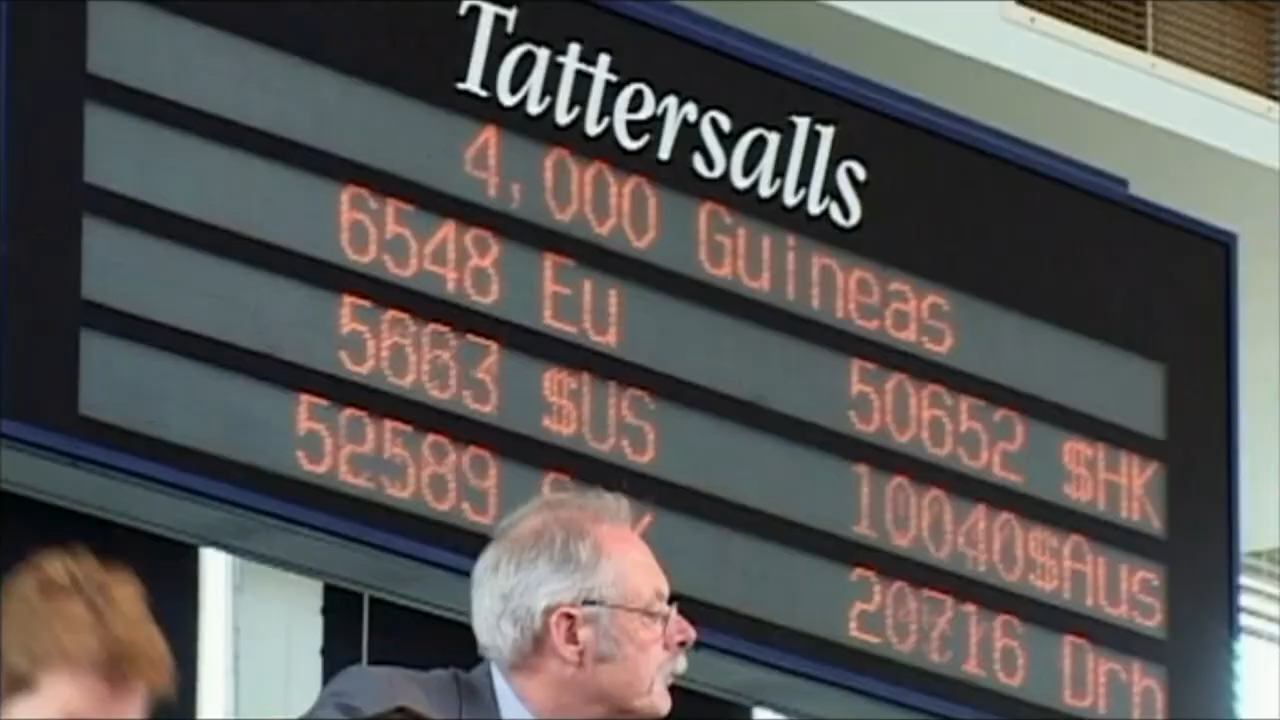 Tattersalls
4,000 Guineas
6548 Eu 50652 $HK
5663 $US 10040$Aus
52589 20716 Drh